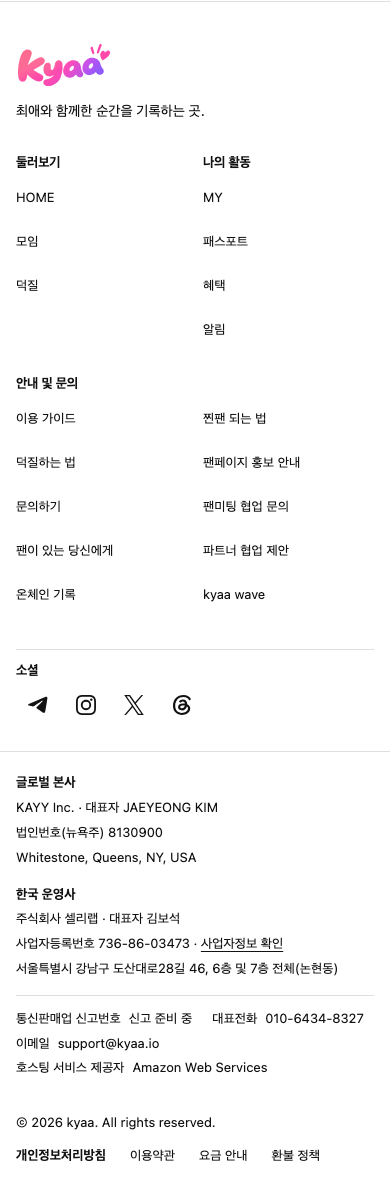 kyaa
최애와 함께한 순간을 기록하는 곳.
둘러보기
HOME
모임
덕질
나의 활동
MY
패스포트
혜택
알림
안내 및 문의
이용 가이드
찐팬 되는 법
덕질하는 법
팬페이지 홍보 안내
문의하기
팬미팅 협업 문의
팬이 있는 당신에게
파트너 협업 제안
온체인 기록
kyaa wave
소셜
글로벌 본사
KAYY Inc. · 대표자 JAEYEONG KIM
법인번호(뉴욕주) 8130900
Whitestone, Queens, NY, USA
한국 운영사
주식회사 셀리랩 · 대표자 김보석
사업자등록번호 736-86-03473 · 사업자정보 확인
서울특별시 강남구 도산대로28길 46, 6층 및 7층 전체(논현동)
통신판매업 신고번호 신고 준비 중 대표전화 010-6434-8327
이메일 support@kyaa.io
호스팅 서비스 제공자 Amazon Web Services
© 2026 kyaa. All rights reserved.
개인정보처리방침 이용약관 요금 안내 환불 정책